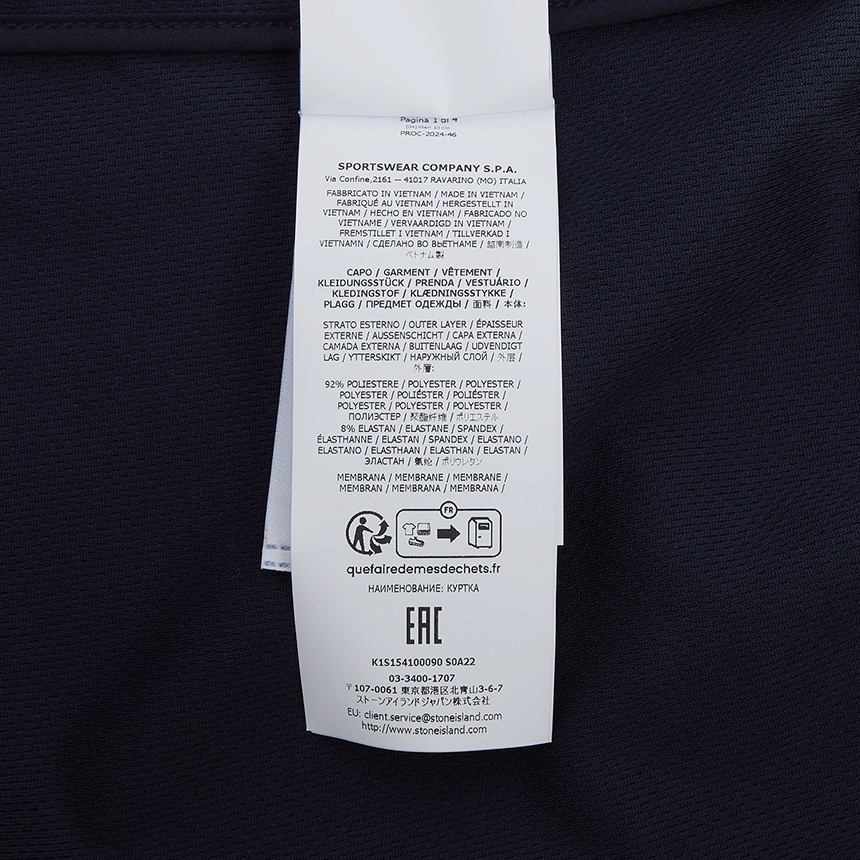 Pagina 1 di 4
PROC-2024-46
SPORTSWEAR COMPANY S.P.A.
Via Confine,2161 — 41017 RAVARINO (MO) ITALIA
FABBRICATO IN VIETNAM / MADE IN VIETNAM /
FABRIQUÉ AU VIETNAM / HERGESTELLT IN
VIETNAM / HECHO EN VIETNAM / FABRICADO NO
VIETNAME / VERVAARDIGD IN VIETNAM /
FREMSTILLET I VIETNAM / TILLVERKAD I
VIETNAMN / СДЕЛАНО ВО ВЬЕТНАМЕ / 越南制造 /
ベトナム製
CAPO / GARMENT / VÊTEMENT /
KLEIDUNGSSTÜCK / PRENDA / VESTUÁRIO /
KLEDINGSTOF / KLÆDNINGSSTYKKE /
PLAGG / ПРЕДМЕТ ОДЕЖДЫ / 面料 / 本体:
STRATO ESTERNO / OUTER LAYER / ÉPAISSEUR
EXTERNE / AUSSENSCHICHT / CAPA EXTERNA /
CAMADA EXTERNA / BUITENLAAG / UDVENDIGT
LAG / YTTERSKIKT / НАРУЖНЫЙ СЛОЙ / 外层 /
外層:
92% POLIESTERE / POLYESTER / POLYESTER /
POLYESTER / POLIÉSTER / POLIÉSTER /
POLYESTER / POLYESTER / POLYESTER /
ПОЛИЭСТЕР / 聚酯纤维 / ポリエステル
8% ELASTAN / ELASTANE / SPANDEX /
ÉLASTHANNE / ELASTAN / SPANDEX / ELASTANO /
ELASTANO / ELASTHAAN / ELASTHAN / ELASTAN /
ЭЛАСТАН / 氨纶 / ポリウレタン
MEMBRANA / MEMBRANE / MEMBRANE /
MEMBRAN / MEMBRANA / MEMBRANA /
FR
quefairedemesdechets.fr
НАИМЕНОВАНИЕ: КУРТКА
EAC
K1S154100090 S0A22
03-3400-1707
〒107-0061 東京都港区北青山3-6-7
ストーンアイランドジャパン株式会社
EU: client.service@stoneisland.com
http://www.stoneisland.com